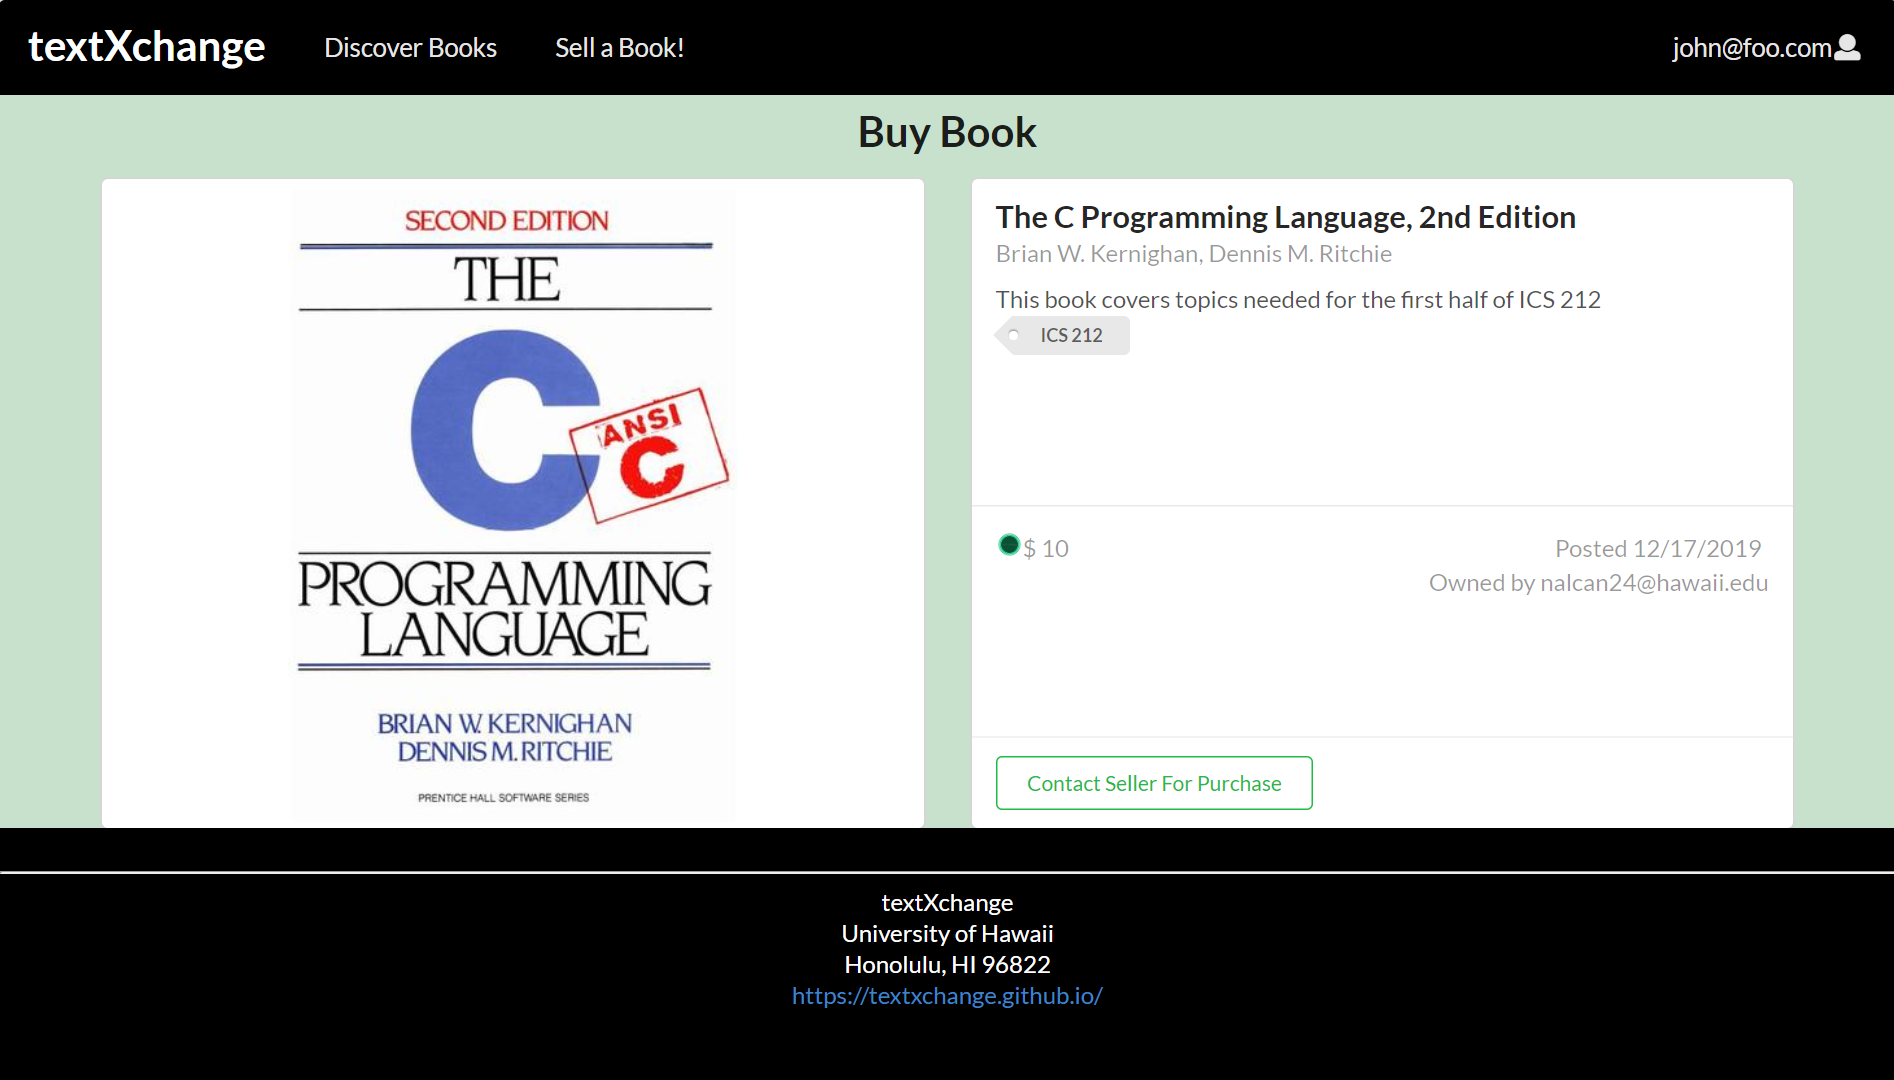 textXchange
Discover Books
Sell a Book!
john@foo.com
Buy Book
SECOND EDITION
THE
C
ANSI
C
PROGRAMMING
LANGUAGE
BRIAN W. KERNIGHAN
DENNIS M. RITCHIE
PRENTICE HALL SOFTWARE SERIES
The C Programming Language, 2nd Edition
Brian W. Kernighan, Dennis M. Ritchie
This book covers topics needed for the first half of ICS 212
ICS 212
$ 10
Posted 12/17/2019
Owned by nalcan24@hawaii.edu
Contact Seller For Purchase
textXchange
University of Hawaii
Honolulu, HI 96822
https://textxchange.github.io/